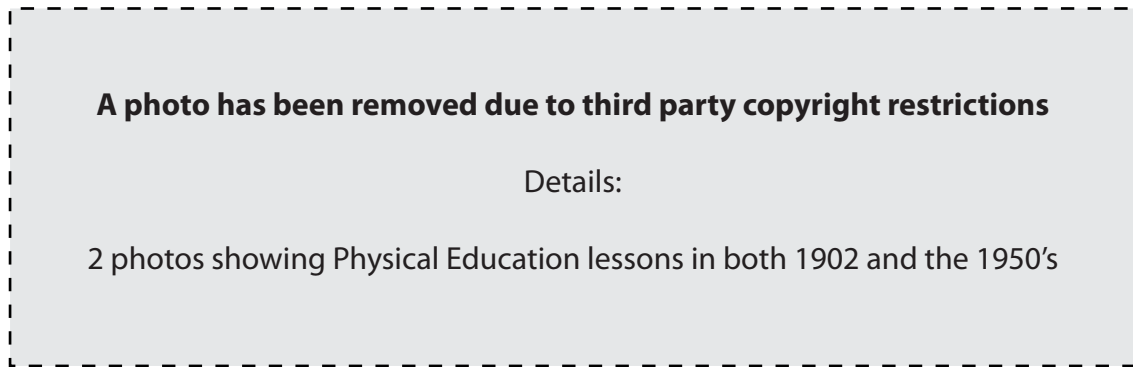 A photo has been removed due to third party copyright restrictions
Details:
2 photos showing Physical Education lessons in both 1902 and the 1950’s